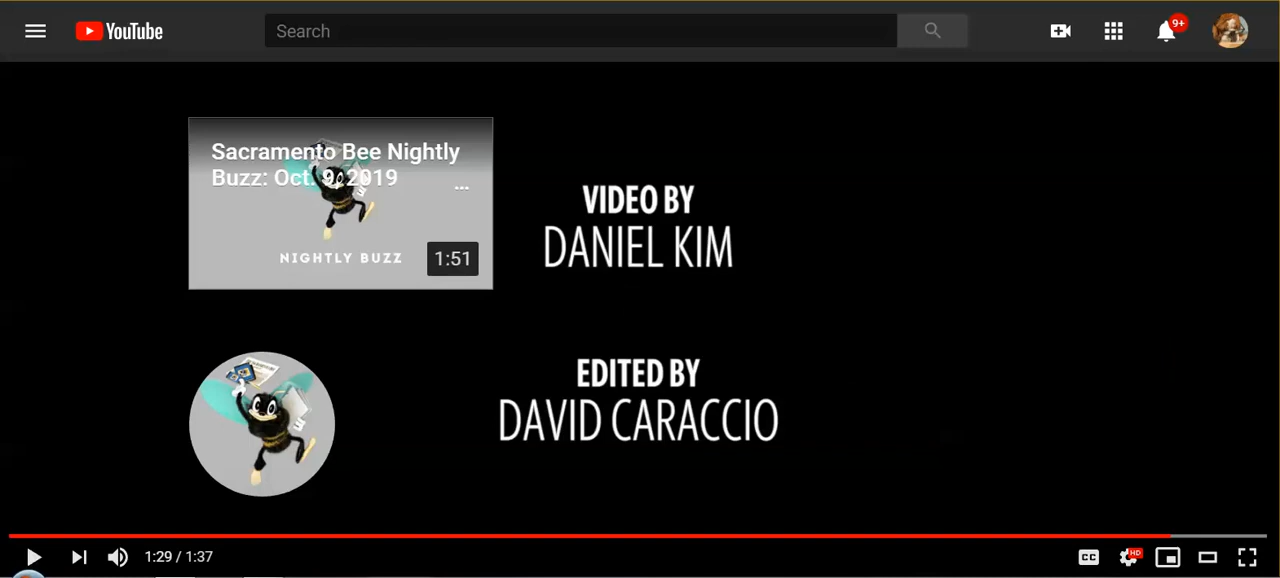 YouTube
Search
9+
Sacramento Bee Nightly
Buzz: Oct. 9, 2019
...
NIGHTLY BUZZ
1:51
VIDEO BY
DANIEL KIM
EDITED BY
DAVID CARACCIO
1:29 / 1:37
CC
HD